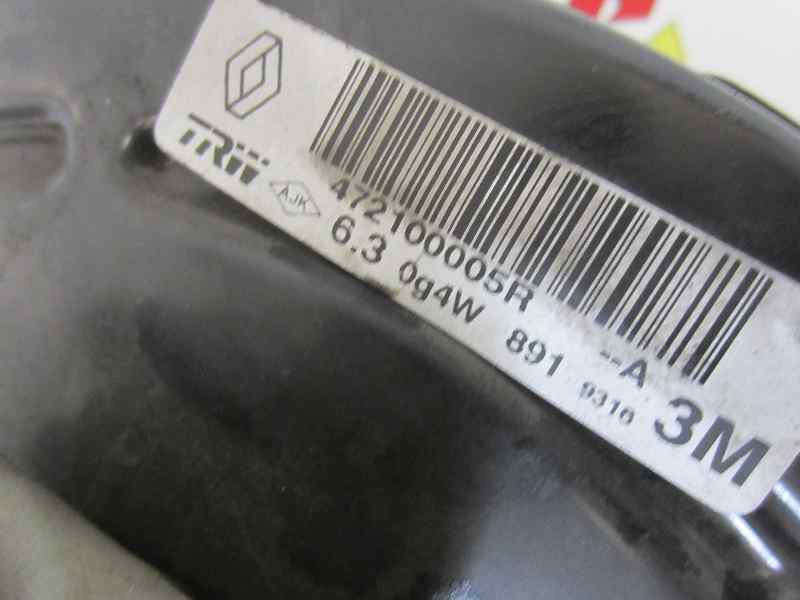 TRW
AJK
472100005R --A
6.3 0g4W 891 9316 3M